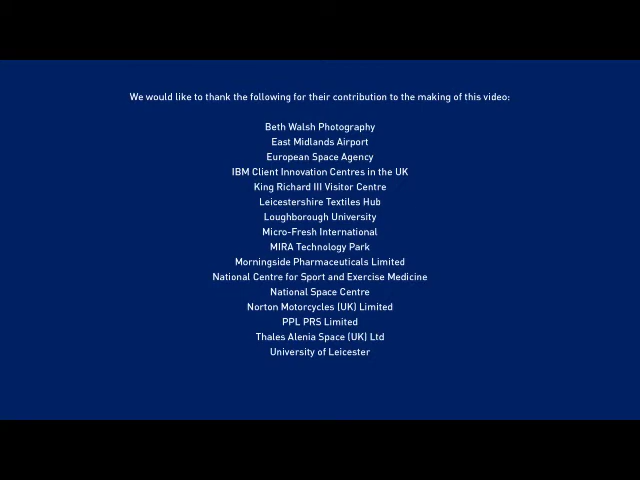 We would like to thank the following for their contribution to the making of this video:
Beth Walsh Photography
East Midlands Airport
European Space Agency
IBM Client Innovation Centres in the UK
King Richard III Visitor Centre
Leicestershire Textiles Hub
Loughborough University
Micro-Fresh International
MIRA Technology Park
Morningside Pharmaceuticals Limited
National Centre for Sport and Exercise Medicine
National Space Centre
Norton Motorcycles (UK) Limited
PPL PRS Limited
Thales Alenia Space (UK) Ltd
University of Leicester